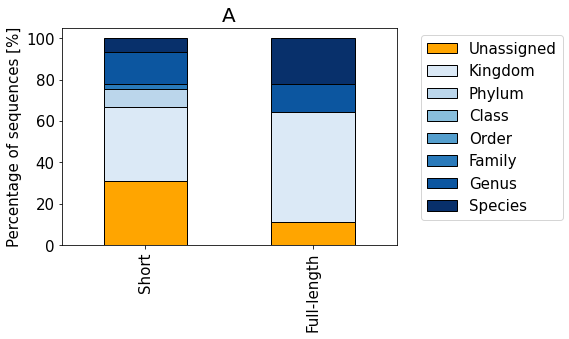 A
Percentage of sequences [%]
100
80
60
40
20
0
Short
Full-length
Unassigned
Kingdom
Phylum
Class
Order
Family
Genus
Species